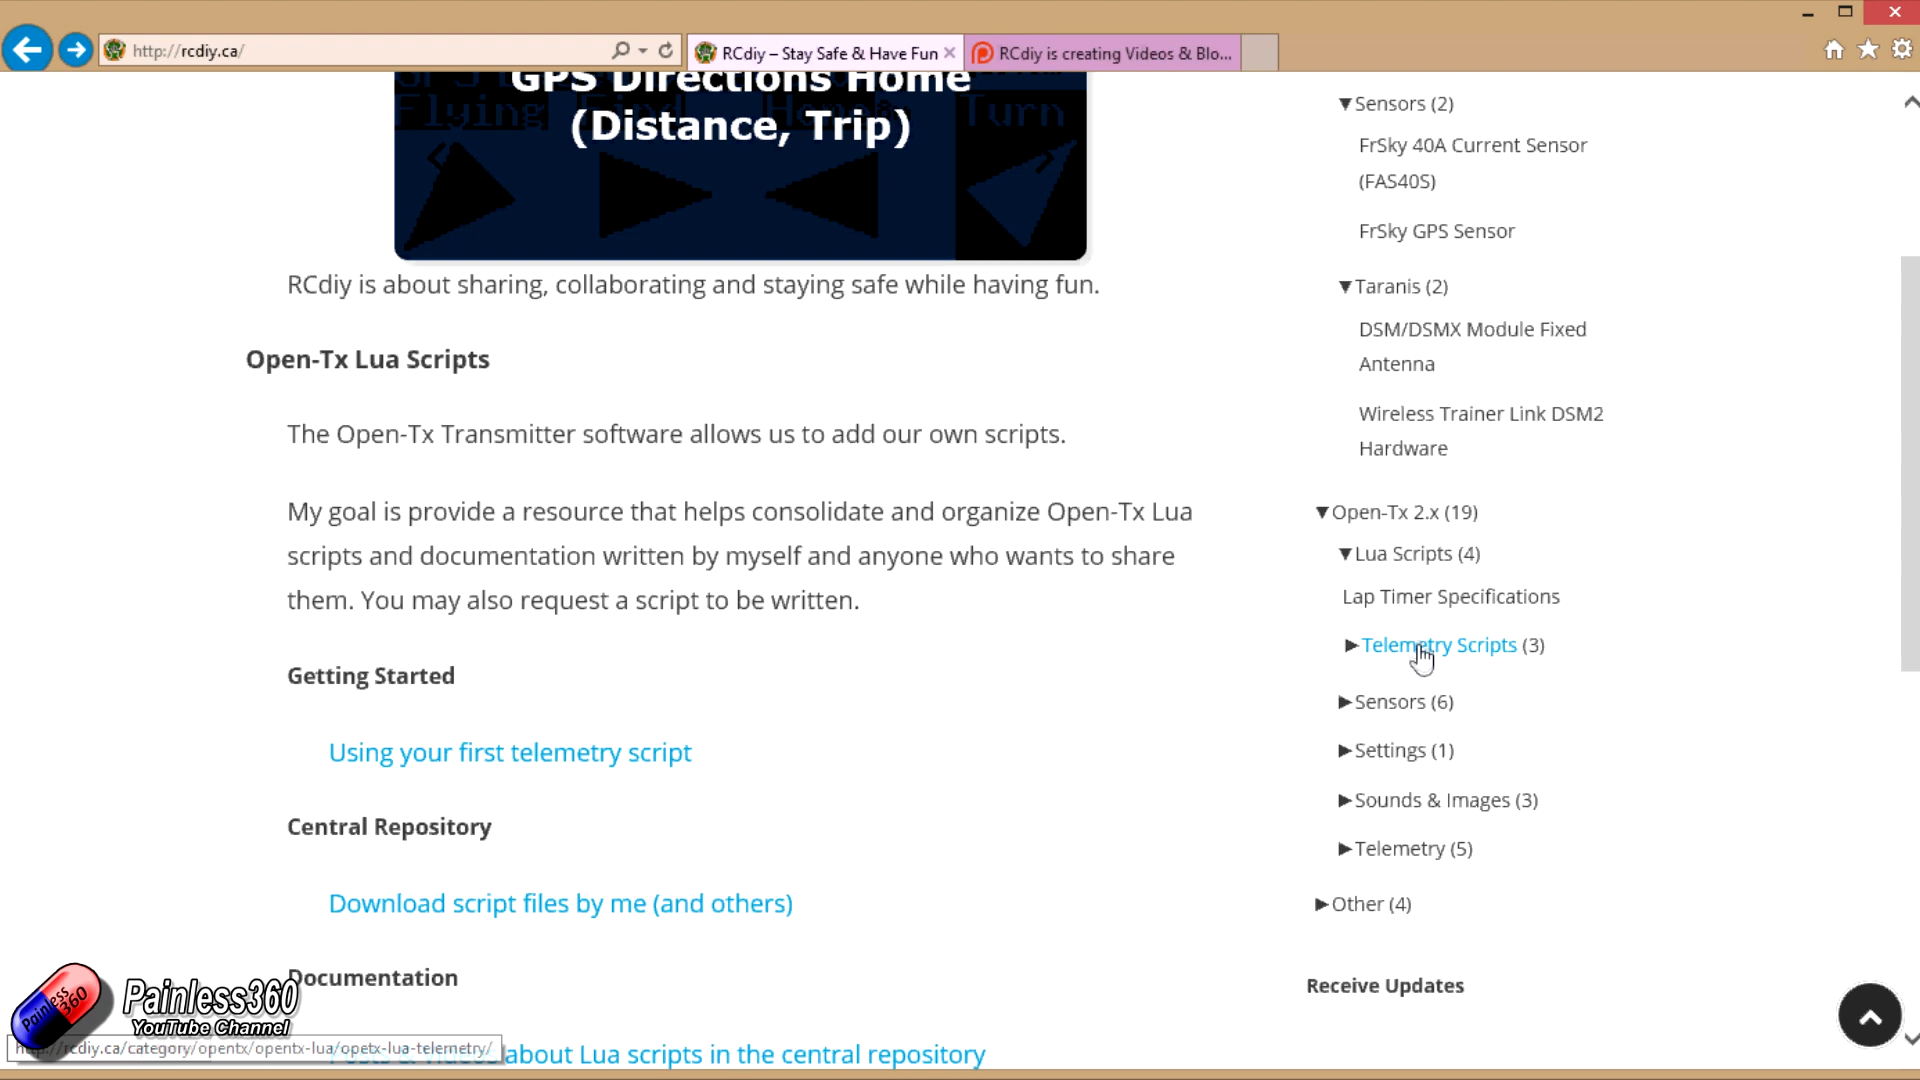 http://rcdiy.ca/
RCdiy – Stay Safe & Have Fun
RCdiy is creating Videos & Blo...
GPS Directions Home
(Distance, Trip)
Flying Find Home Turn
RCdiy is about sharing, collaborating and staying safe while having fun.
Open-Tx Lua Scripts
The Open-Tx Transmitter software allows us to add our own scripts.
My goal is provide a resource that helps consolidate and organize Open-Tx Lua
scripts and documentation written by myself and anyone who wants to share
them. You may also request a script to be written.
Getting Started
Using your first telemetry script
Central Repository
Download script files by me (and others)
Documentation
about Lua scripts in the central repository
▼Sensors (2)
FrSky 40A Current Sensor
(FAS40S)
FrSky GPS Sensor
▼Taranis (2)
DSM/DSMX Module Fixed
Antenna
Wireless Trainer Link DSM2
Hardware
▼Open-Tx 2.x (19)
▼Lua Scripts (4)
Lap Timer Specifications
▶Telemetry Scripts (3)
▶Sensors (6)
▶Settings (1)
▶Sounds & Images (3)
▶Telemetry (5)
▶Other (4)
Receive Updates
Painless360
Painless360
YouTube Channel
http://rcdiy.ca/category/opentx/opentx-lua/opetx-lua-telemetry/